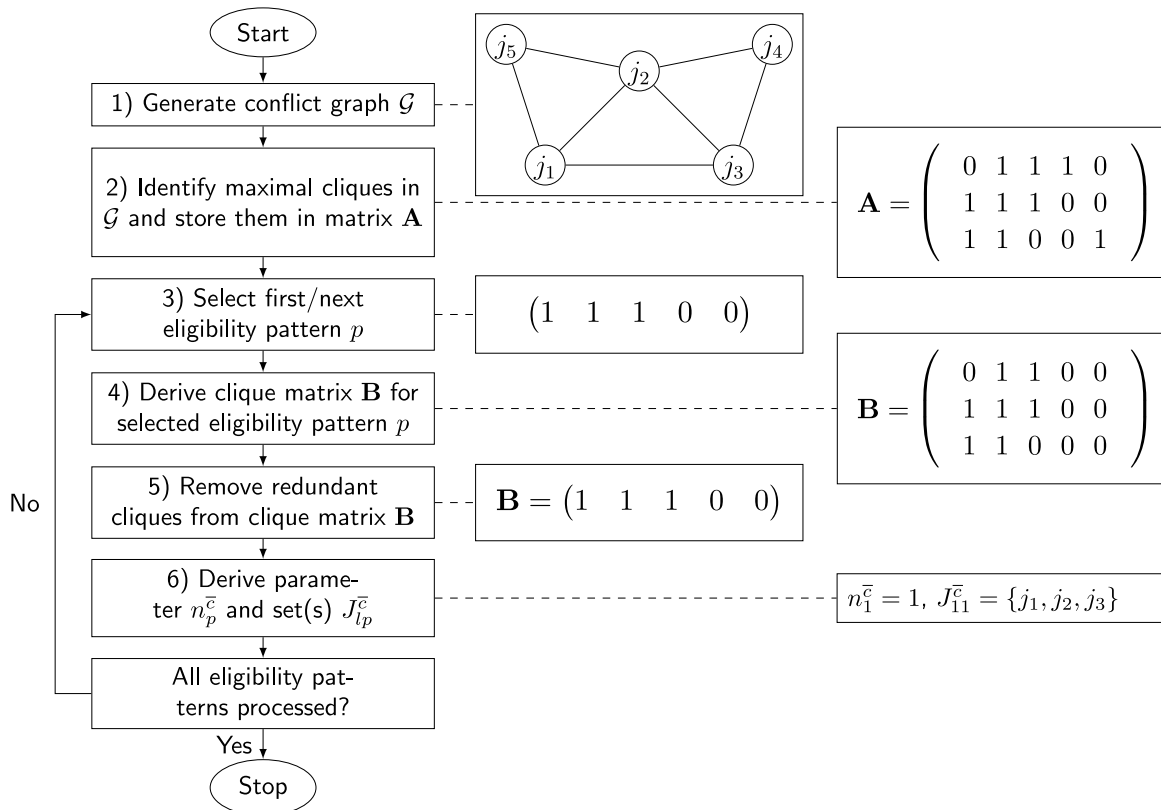 Start
1) Generate conflict graph 𝒢
j₅
j₄
j₂
j₁
j₃
2) Identify maximal cliques in
𝒢 and store them in matrix A
A =
0 1 1 1 0
1 1 1 0 0
1 1 0 0 1
3) Select first/next
eligibility pattern p
(1 1 1 0 0)
4) Derive clique matrix B for
selected eligibility pattern p
B =
0 1 1 0 0
1 1 1 0 0
1 1 0 0 0
5) Remove redundant
cliques from clique matrix B
B = (1 1 1 0 0)
No
6) Derive parame-
ter n_p^{c̅} and set(s) J_{lp}^{c̅}
n_1^{c̅} = 1, J_{11}^{c̅} = {j₁, j₂, j₃}
All eligibility pat-
terns processed?
Yes
Stop